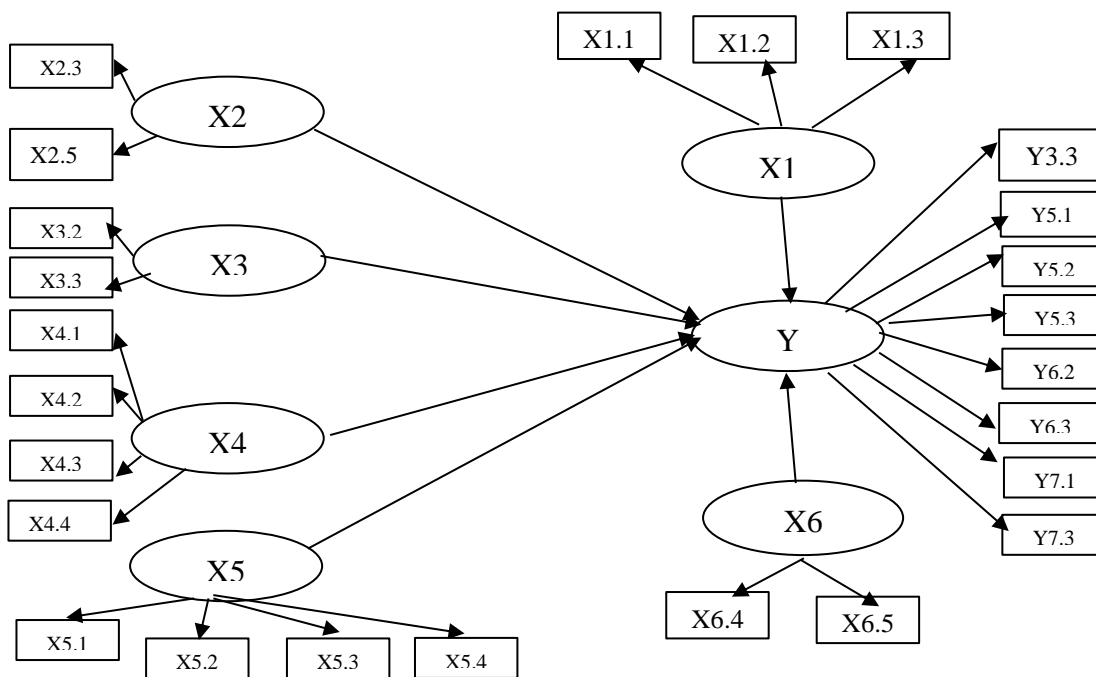 X1.1
X1.2
X1.3
X2.3
X2
X2.5
X1
Y3.3
Y5.1
X3.2
X3
X3.3
Y5.2
X4.1
Y5.3
Y
Y6.2
X4.2
Y6.3
X4
X4.3
Y7.1
X4.4
X6
Y7.3
X5
X6.4
X6.5
X5.1
X5.2
X5.3
X5.4